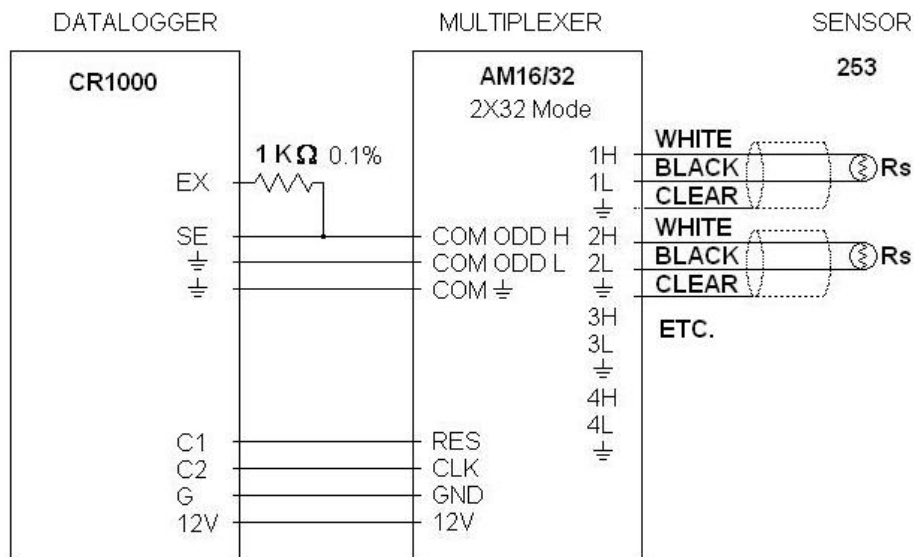 DATALOGGER
MULTIPLEXER
SENSOR
CR1000
AM16/32
253
2X32 Mode
1 KΩ 0.1%
EX
SE
COM ODD H
COM ODD L
COM
1H
1L
2H
2L
3H
3L
4H
4L
WHITE
BLACK
CLEAR
Rs
WHITE
BLACK
CLEAR
Rs
ETC.
C1
C2
G
12V
RES
CLK
GND
12V